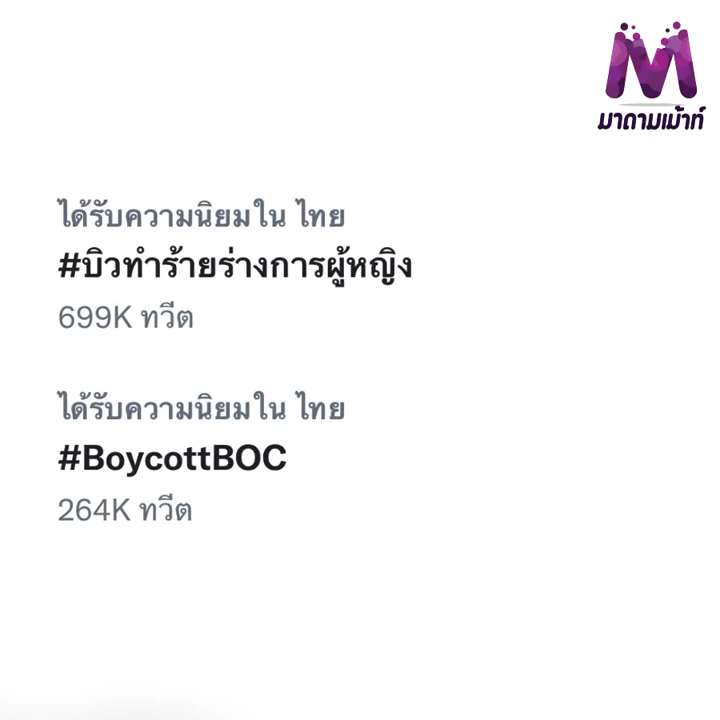 M
มาดามเม้าท์
ได้รับความนิยมใน ไทย
#บิวทำร้ายร่างการผู้หญิง
699K ทวีต
ได้รับความนิยมใน ไทย
#BoycottBOC
264K ทวีต